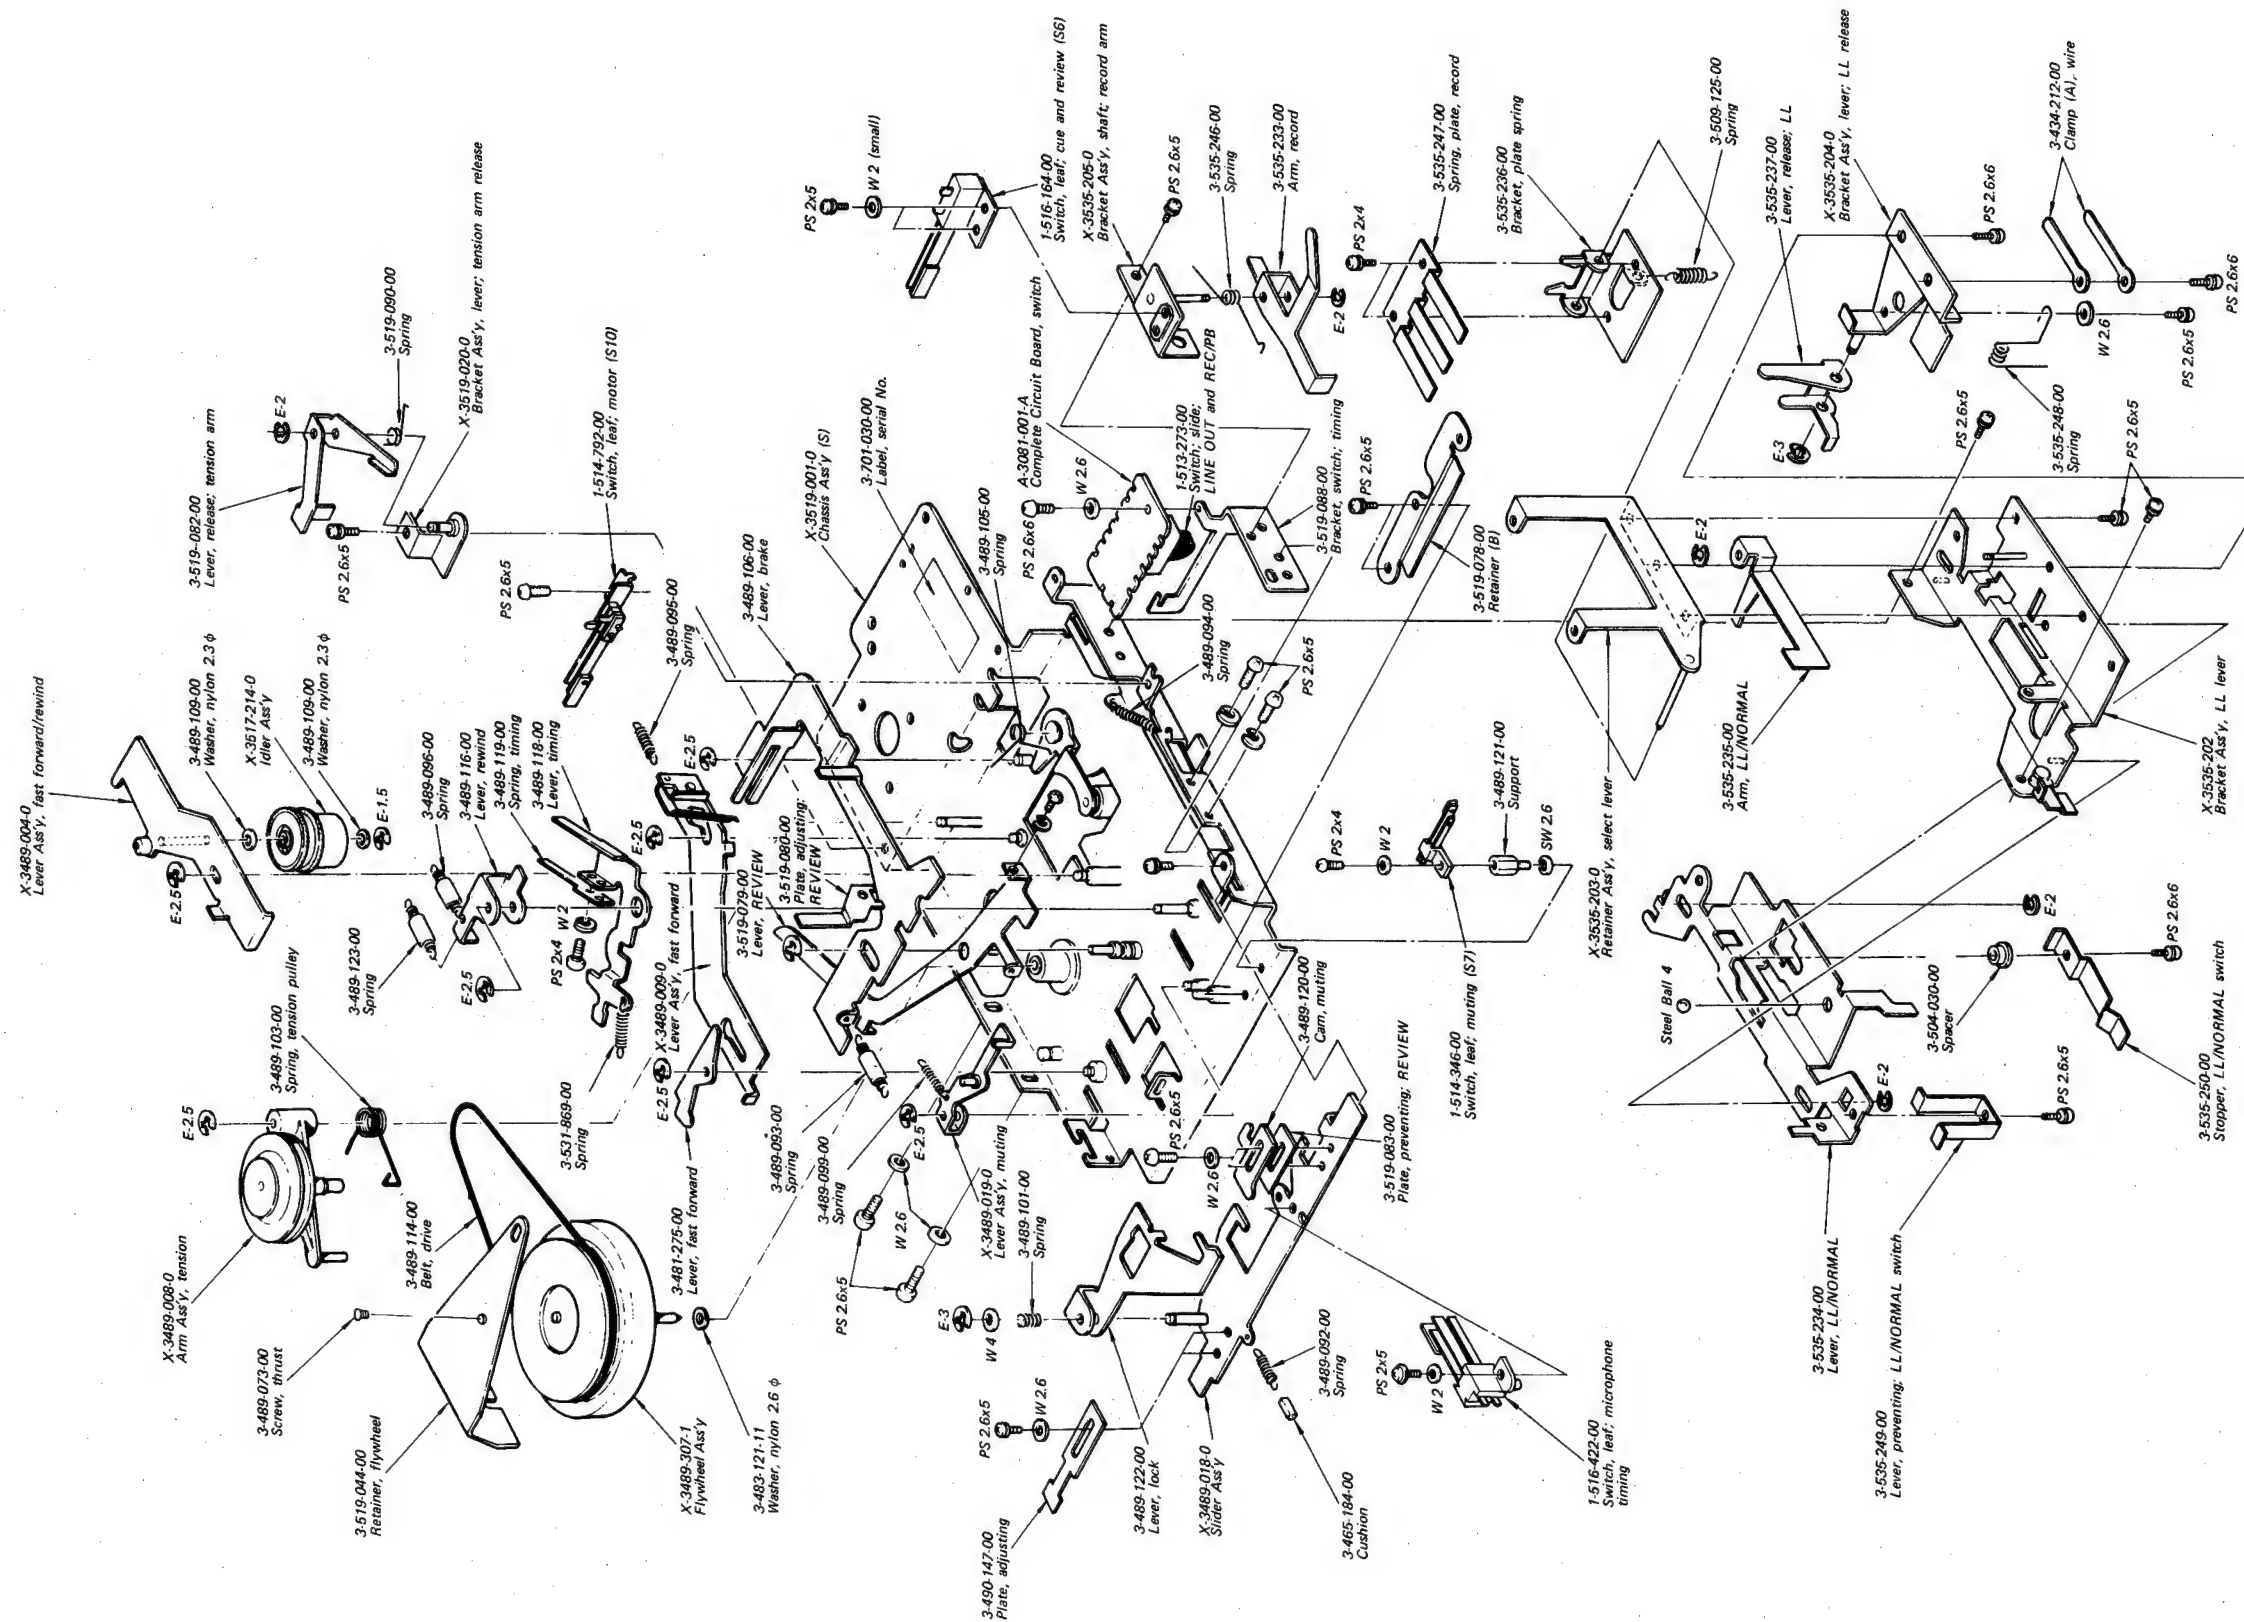 X-3489-004-0
Lever Ass'y, fast forward/rewind
3-489-109-00
Washer, nylon 2.3 φ
X-3517-214-0
Idler Ass'y
3-489-109-00
Washer, nylon 2.3 φ
E-1.5
E-2.5
3-489-096-00
Spring
3-489-116-00
Lever, rewind
3-489-119-00
Spring, timing
3-489-118-00
Lever, timing
3-489-123-00
Spring
E-2.5
PS 2x4
W 2
3-531-869-00
Spring
3-519-082-00
Lever, release; tension arm
E-2
3-519-090-00
Spring
X-3519-020-0
Bracket Ass'y, lever; tension arm release
PS 2.6x5
1-514-792-00
Switch, leaf; motor (S10)
PS 2.6x5
3-489-095-00
Spring
3-489-106-00
Lever, brake
X-3519-001-0
Chassis Ass'y (S)
3-701-030-00
Label, serial No.
3-489-105-00
Spring
E-2.5
E-2.5
3-519-080-00
Plate, adjusting;
REVIEW
3-519-079-00
Lever, REVIEW
X-3489-009-0
Lever Ass'y, fast forward
E-2.5
3-481-275-00
Lever, fast forward
X-3489-008-0
Arm Ass'y, tension
E-2.5
3-489-103-00
Spring, tension pulley
3-489-114-00
Belt, drive
3-489-073-00
Screw, thrust
3-519-044-00
Retainer, flywheel
X-3489-307-1
Flywheel Ass'y
3-483-121-11
Washer, nylon 2.6 φ
3-489-093-00
Spring
3-489-099-00
Spring
PS 2.6x5
W 2.6
E-2.5
X-3489-019-0
Lever Ass'y, muting
3-489-101-00
Spring
E-3
W 4
PS 2.6x5
W 2.6
3-490-147-00
Plate, adjusting
3-489-122-00
Lever, lock
X-3489-018-0
Slider Ass'y
3-489-092-00
Spring
3-465-184-00
Cushion
PS 2.6x5
W 2.6
3-489-120-00
Cam, muting
3-519-083-00
Plate, preventing; REVIEW
PS 2x5
W 2
1-516-422-00
Switch, leaf; microphone
timing
PS 2x4
W 2
3-489-121-00
Support
SW 2.6
1-514-346-00
Switch, leaf; muting (S7)
PS 2x5
W 2 (small)
1-516-164-00
Switch, leaf; cue and review (S6)
X-3535-205-0
Bracket Ass'y, shaft; record arm
PS 2.6x5
3-535-246-00
Spring
3-535-233-00
Arm, record
E-2
A-3081-001-A
Complete Circuit Board, switch
PS 2.6x6
W 2.6
1-513-273-00
Switch; slide;
LINE OUT and REC/PB
3-519-088-00
Bracket, switch; timing
3-489-094-00
Spring
PS 2.6x5
PS 2.6x5
3-519-078-00
Retainer (B)
PS 2x4
3-535-247-00
Spring, plate, record
3-535-236-00
Bracket, plate spring
3-509-125-00
Spring
3-535-237-00
Lever, release; LL
X-3535-204-0
Bracket Ass'y, lever; LL release
3-434-212-00
Clamp (A), wire
PS 2.6x6
PS 2.6x6
W 2.6
PS 2.6x5
E-3
3-535-248-00
Spring
PS 2.6x5
PS 2.6x5
E-2
X-3535-203-0
Retainer Ass'y, select lever
3-535-235-00
Arm, LL/NORMAL
X-3535-202
Bracket Ass'y, LL lever
Steel Ball 4
E-2
PS 2.6x6
3-504-030-00
Spacer
3-535-250-00
Stopper, LL/NORMAL switch
E-2
PS 2.6x5
3-535-234-00
Lever, LL/NORMAL
3-535-249-00
Lever, preventing; LL/NORMAL switch